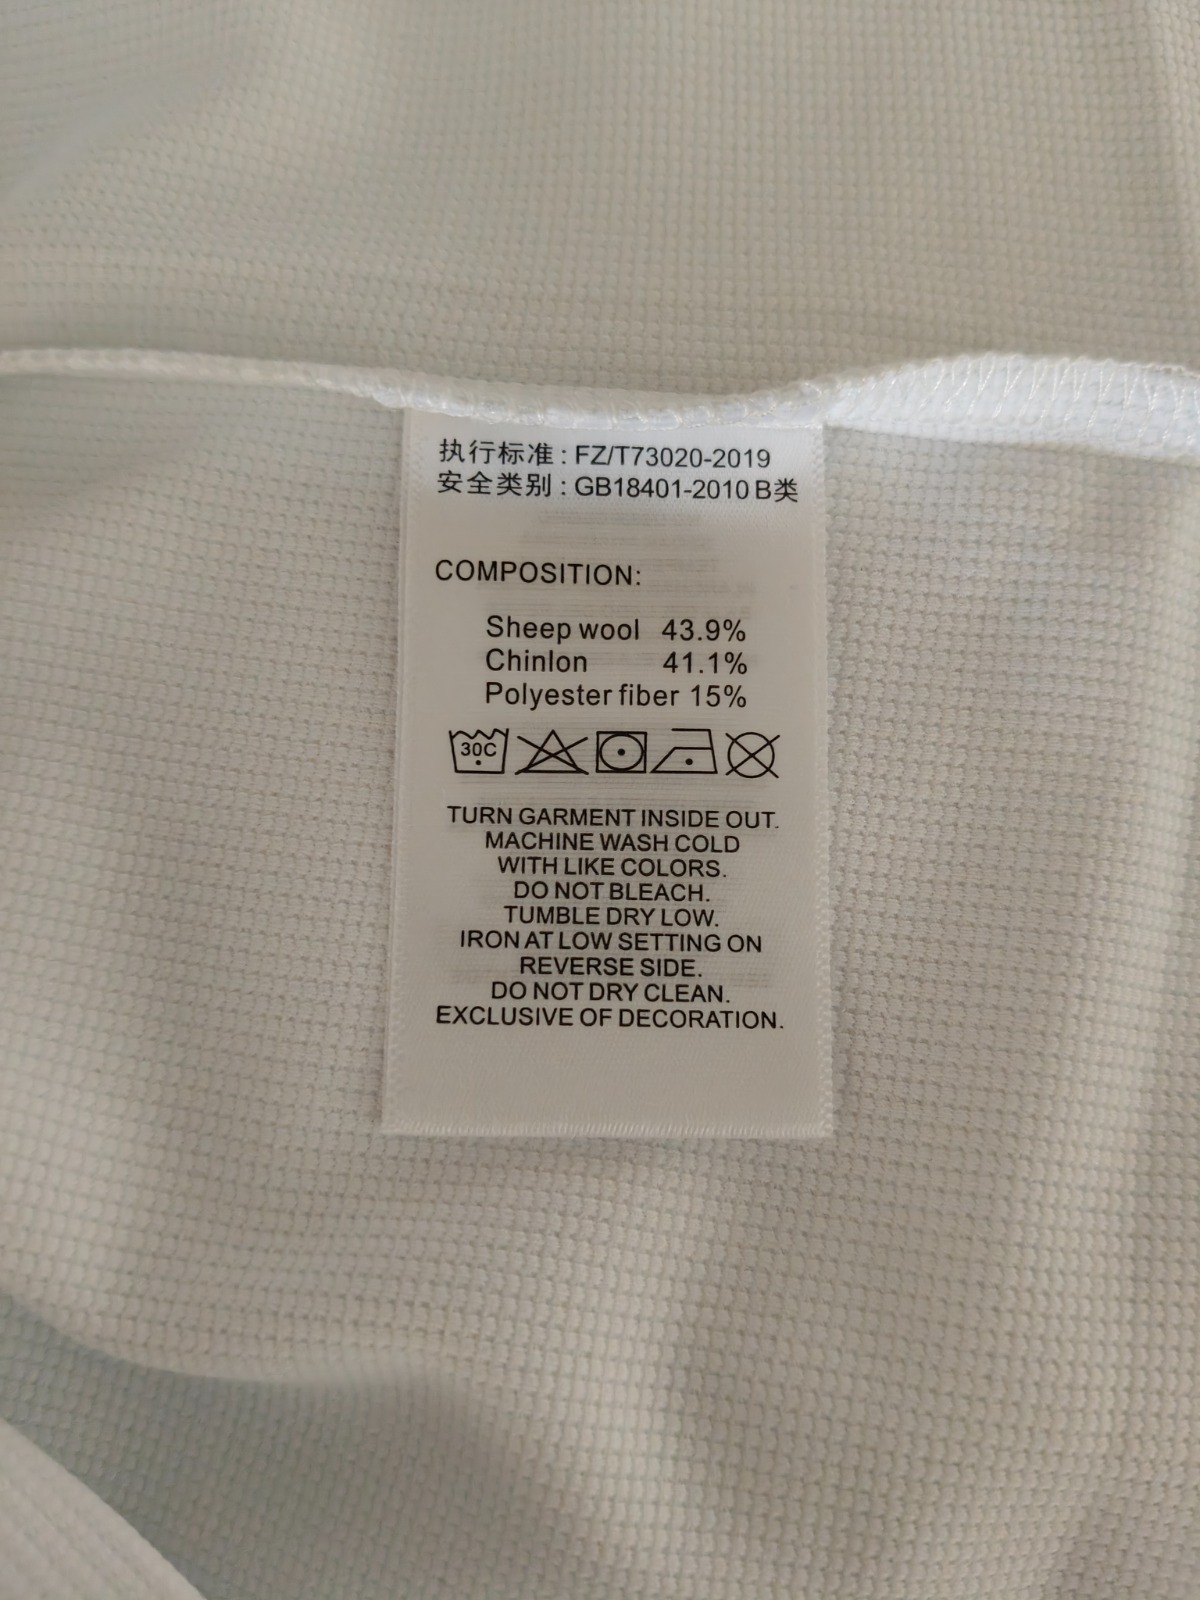 执行标准：FZ/T73020-2019
安全类别：GB18401-2010 B类
COMPOSITION:
Sheep wool 43.9%
Chinlon 41.1%
Polyester fiber 15%
30C
TURN GARMENT INSIDE OUT.
MACHINE WASH COLD
WITH LIKE COLORS.
DO NOT BLEACH.
TUMBLE DRY LOW.
IRON AT LOW SETTING ON
REVERSE SIDE.
DO NOT DRY CLEAN.
EXCLUSIVE OF DECORATION.